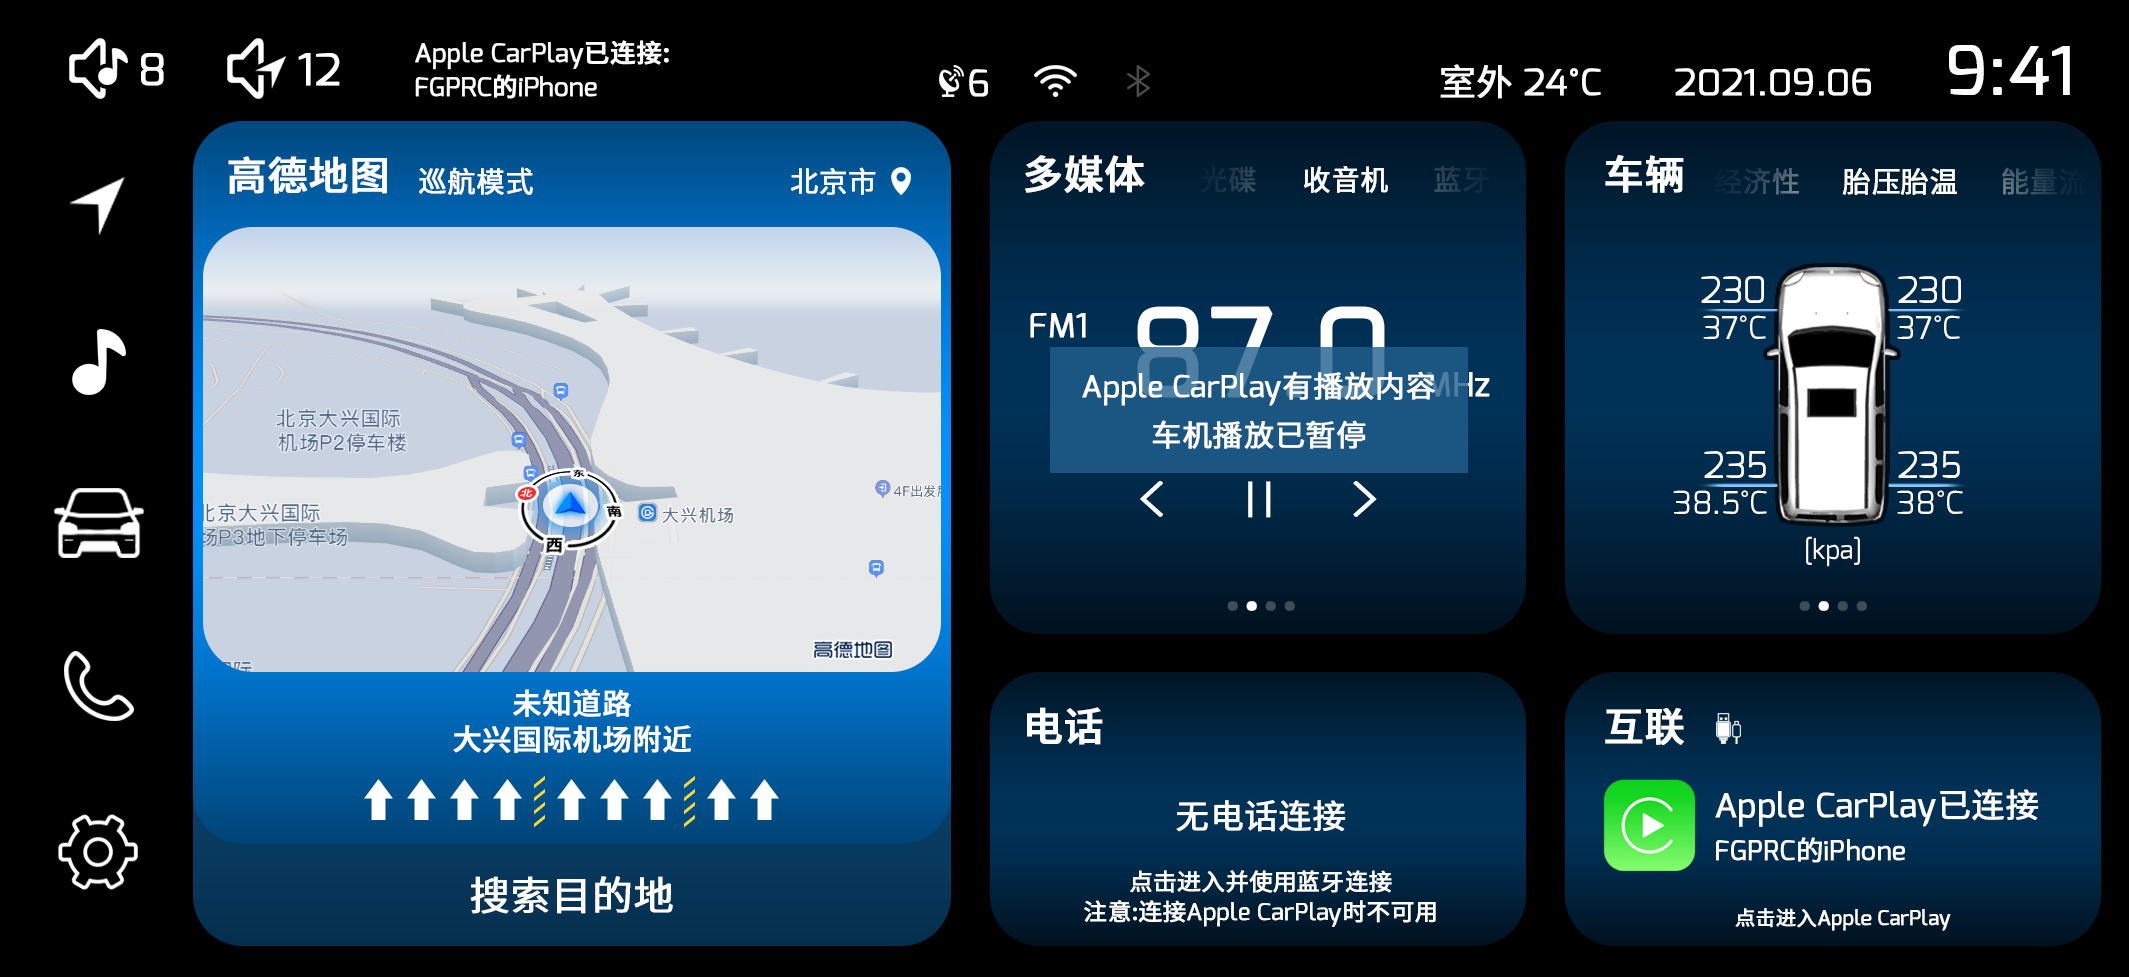 8
12
Apple CarPlay已连接:
FGPRC的iPhone
6
室外 24°C
2021.09.06
9:41
高德地图
巡航模式
北京市
北京大兴国际
机场P2停车楼
北京大兴国际
场P3地下停车场
国际
4F出发
大兴机场
北
东
南
西
高德地图
未知道路
大兴国际机场附近
搜索目的地
多媒体
光碟
收音机
蓝牙
FM1
87.0
MHz
Apple CarPlay有播放内容
车机播放已暂停
车辆
经济性
胎压胎温
能量流
230
37°C
230
37°C
235
38.5°C
235
38°C
[kpa]
电话
无电话连接
点击进入并使用蓝牙连接
注意:连接Apple CarPlay时不可用
互联
Apple CarPlay已连接
FGPRC的iPhone
点击进入Apple CarPlay